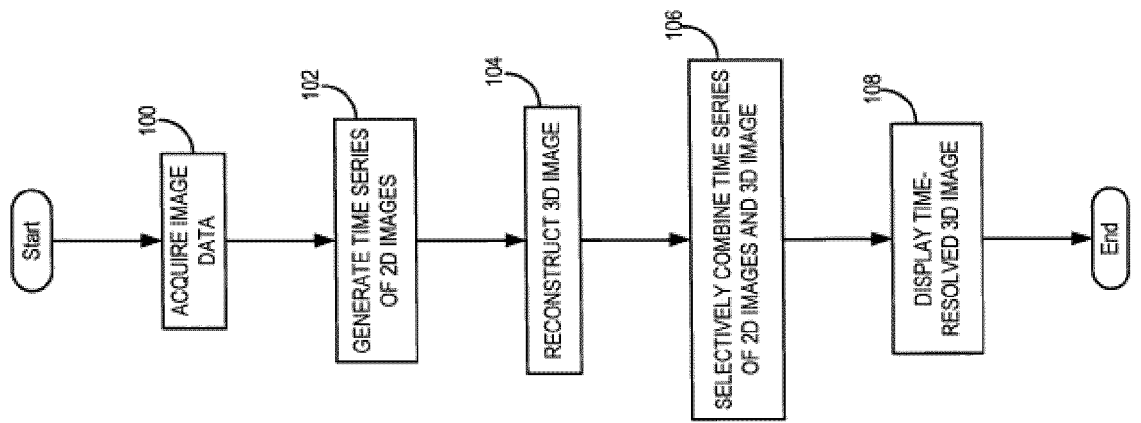 Start
100
ACQUIRE IMAGE
DATA
102
GENERATE TIME SERIES
OF 2D IMAGES
104
RECONSTRUCT 3D IMAGE
106
SELECTIVELY COMBINE TIME SERIES
OF 2D IMAGES AND 3D IMAGE
108
DISPLAY TIME-
RESOLVED 3D IMAGE
End